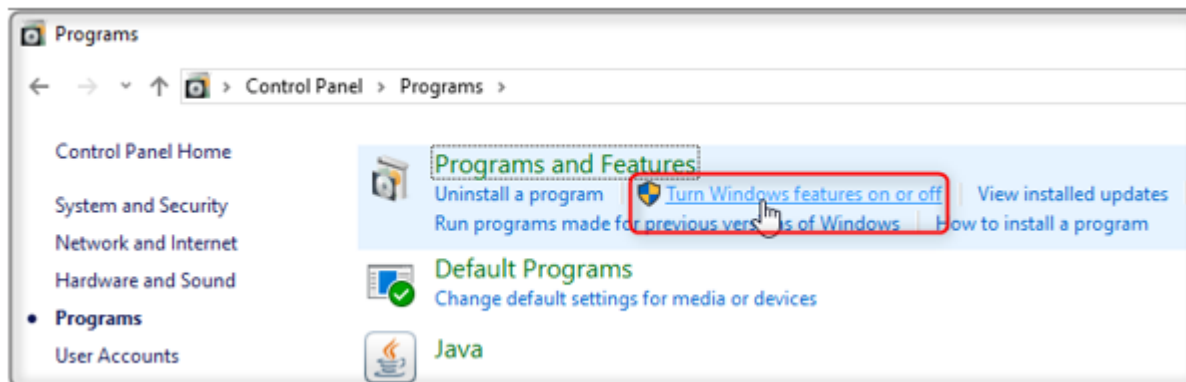 Programs
Control Panel > Programs >
Control Panel Home
System and Security
Network and Internet
Hardware and Sound
Programs
User Accounts
Programs and Features
Uninstall a program Turn Windows features on or off View installed updates
Run programs made for previous versions of Windows How to install a program
Default Programs
Change default settings for media or devices
Java